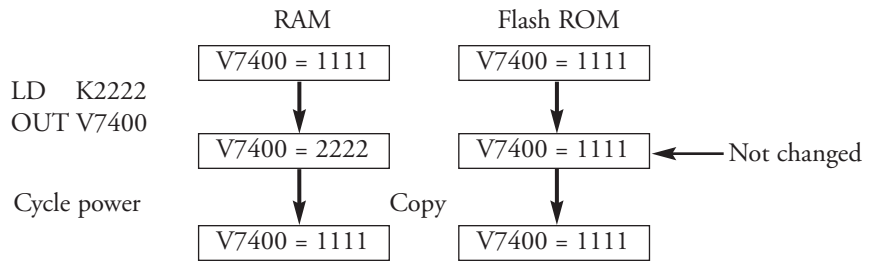 RAM Flash ROM
V7400 = 1111 V7400 = 1111
LD K2222
OUT V7400
V7400 = 2222 V7400 = 1111 Not changed
Cycle power Copy
V7400 = 1111 V7400 = 1111